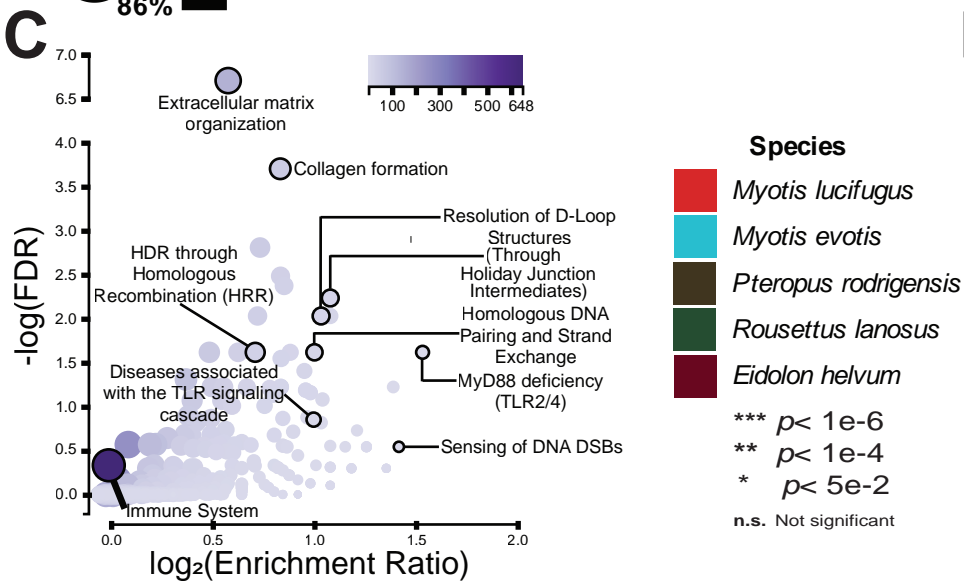 86%
C
7.0
6.5
4.0
3.5
3.0
2.5
2.0
1.5
1.0
0.5
0.0
-log(FDR)
Extracellular matrix
organization
100 300 500 648
Collagen formation
Resolution of D-Loop
Structures
(Through
Holiday Junction
Intermediates)
HDR through
Homologous
Recombination (HRR)
Homologous DNA
Pairing and Strand
Exchange
Diseases associated
with the TLR signaling
cascade
MyD88 deficiency
(TLR2/4)
Sensing of DNA DSBs
Immune System
0.0 0.5 1.0 1.5 2.0
log₂(Enrichment Ratio)
Species
Myotis lucifugus
Myotis evotis
Pteropus rodrigensis
Rousettus lanosus
Eidolon helvum
*** p< 1e-6
** p< 1e-4
* p< 5e-2
n.s. Not significant